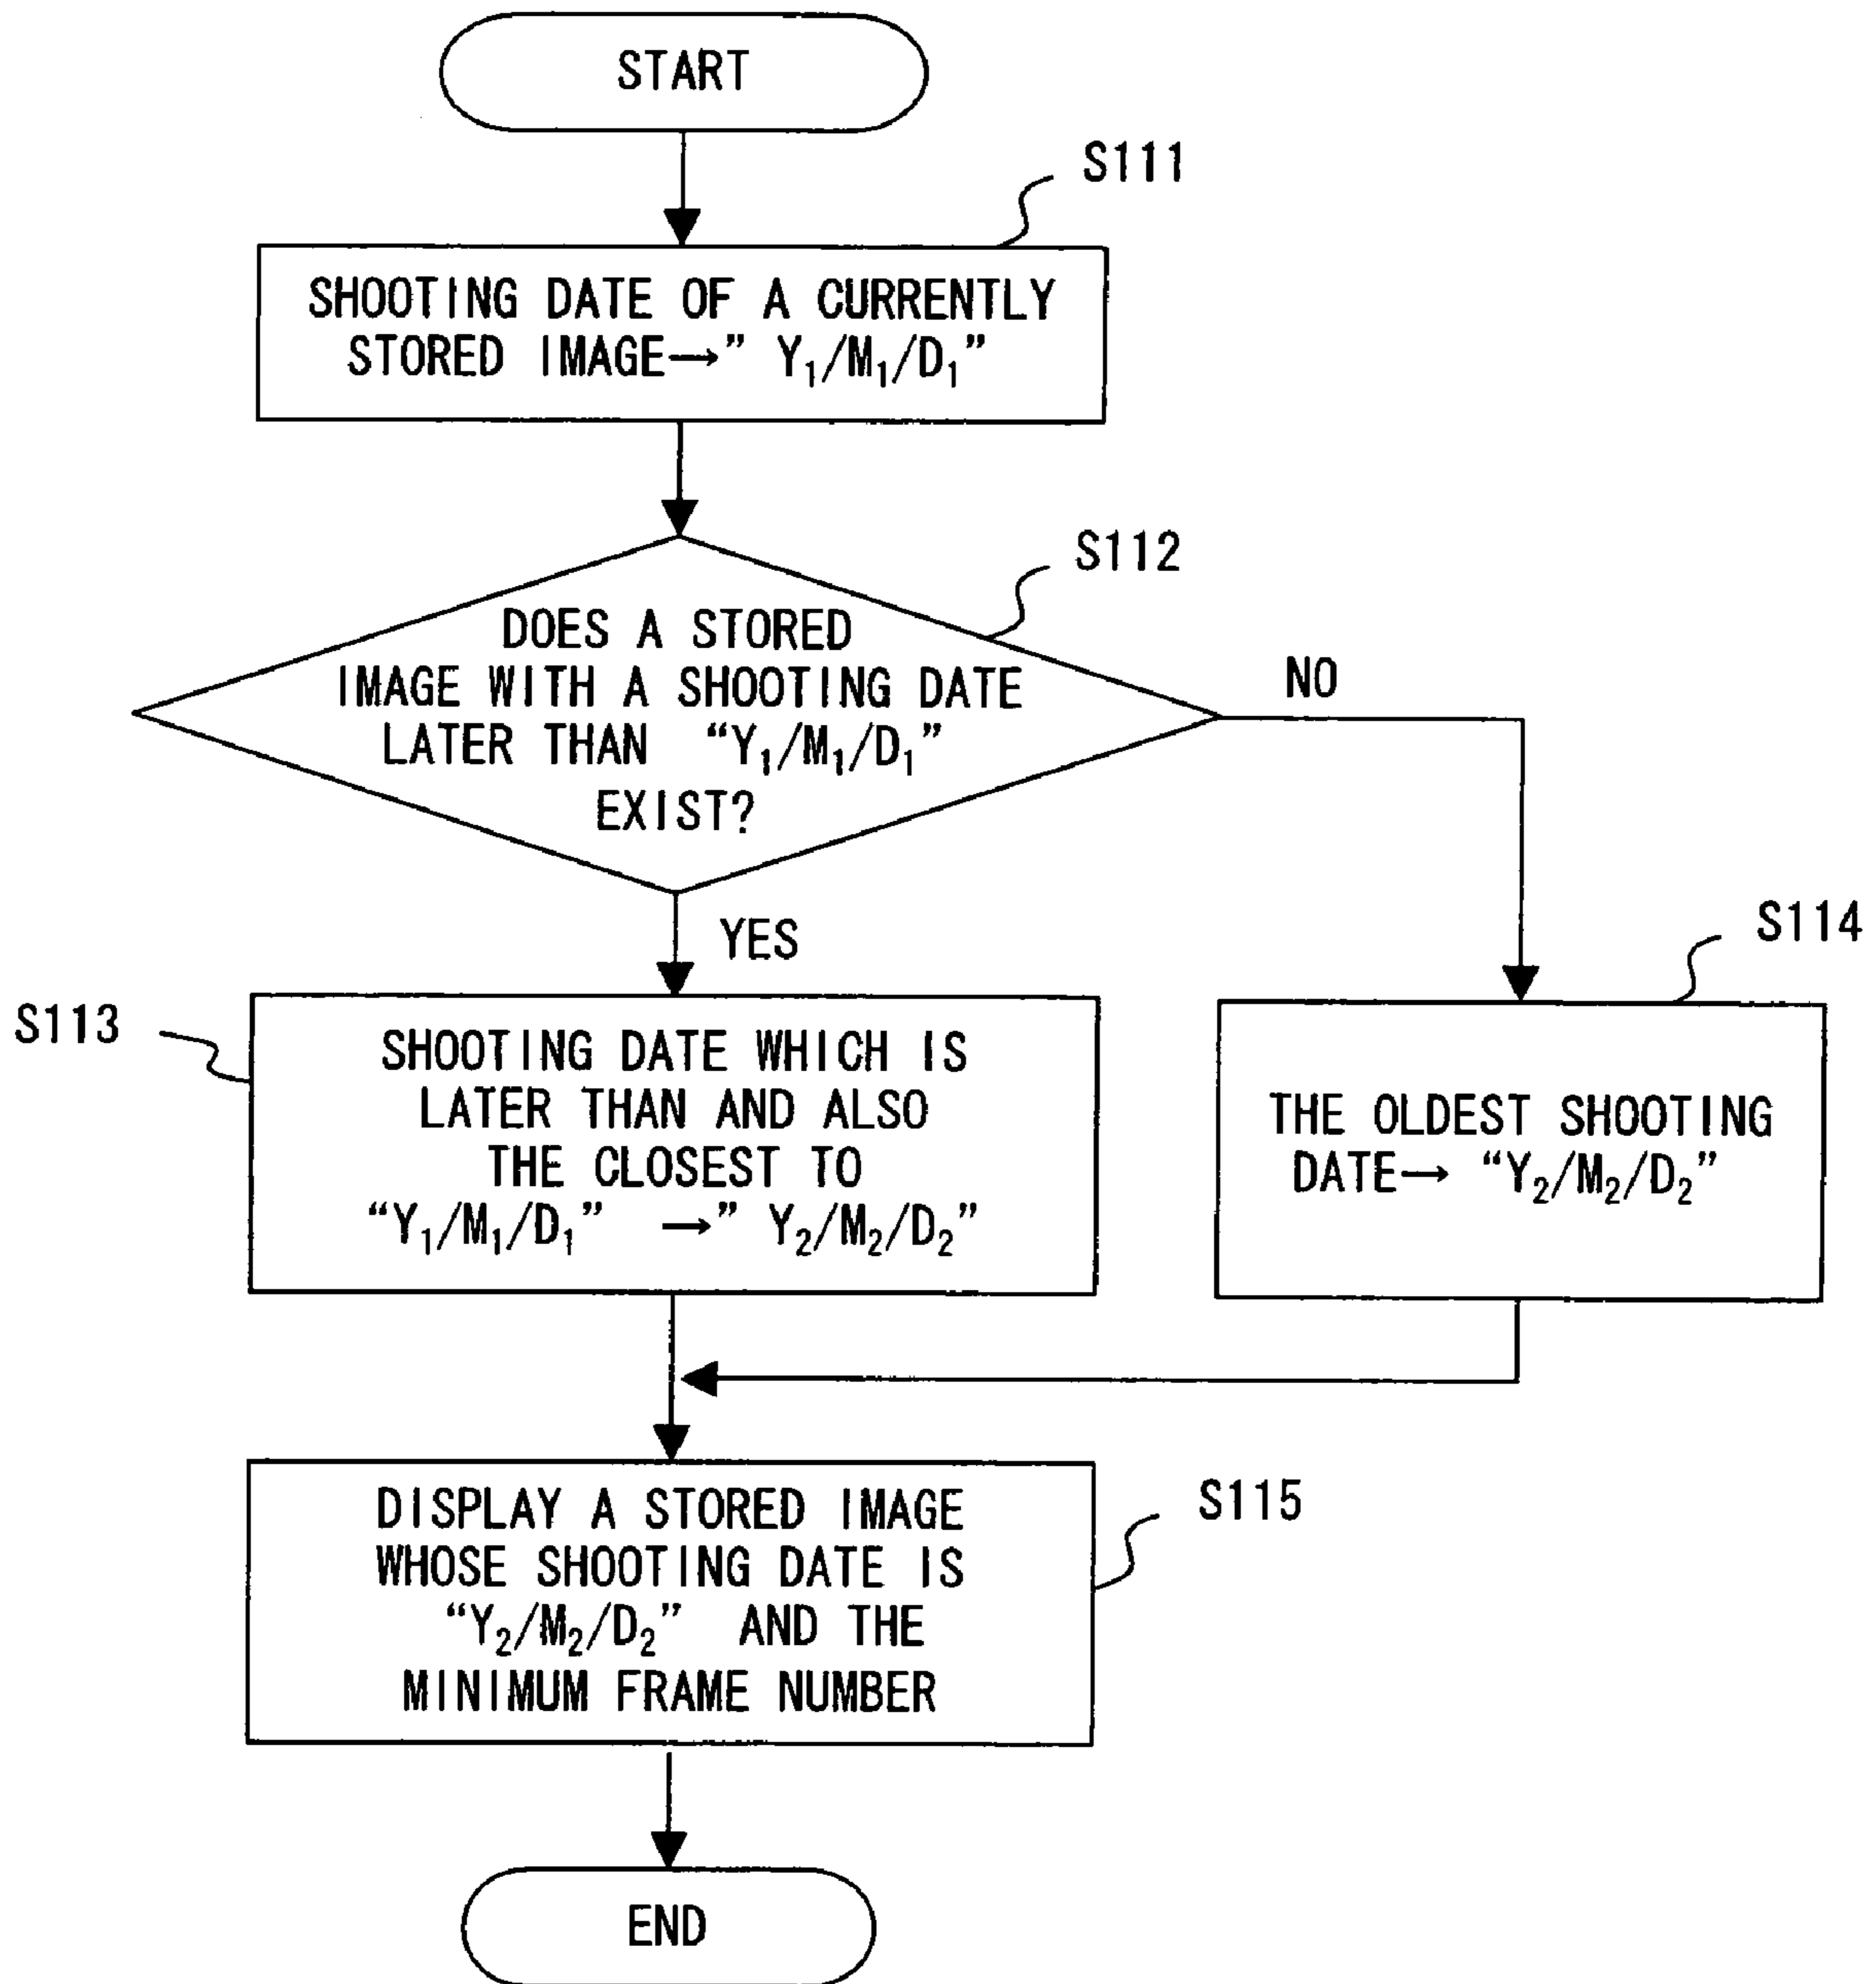 START
S111
SHOOTING DATE OF A CURRENTLY
STORED IMAGE→” Y₁/M₁/D₁”
S112
DOES A STORED
IMAGE WITH A SHOOTING DATE
LATER THAN “Y₁/M₁/D₁”
EXIST?
NO
YES
S114
S113
SHOOTING DATE WHICH IS
LATER THAN AND ALSO
THE CLOSEST TO
“Y₁/M₁/D₁” →” Y₂/M₂/D₂”
THE OLDEST SHOOTING
DATE→ “Y₂/M₂/D₂”
S115
DISPLAY A STORED IMAGE
WHOSE SHOOTING DATE IS
“Y₂/M₂/D₂” AND THE
MINIMUM FRAME NUMBER
END